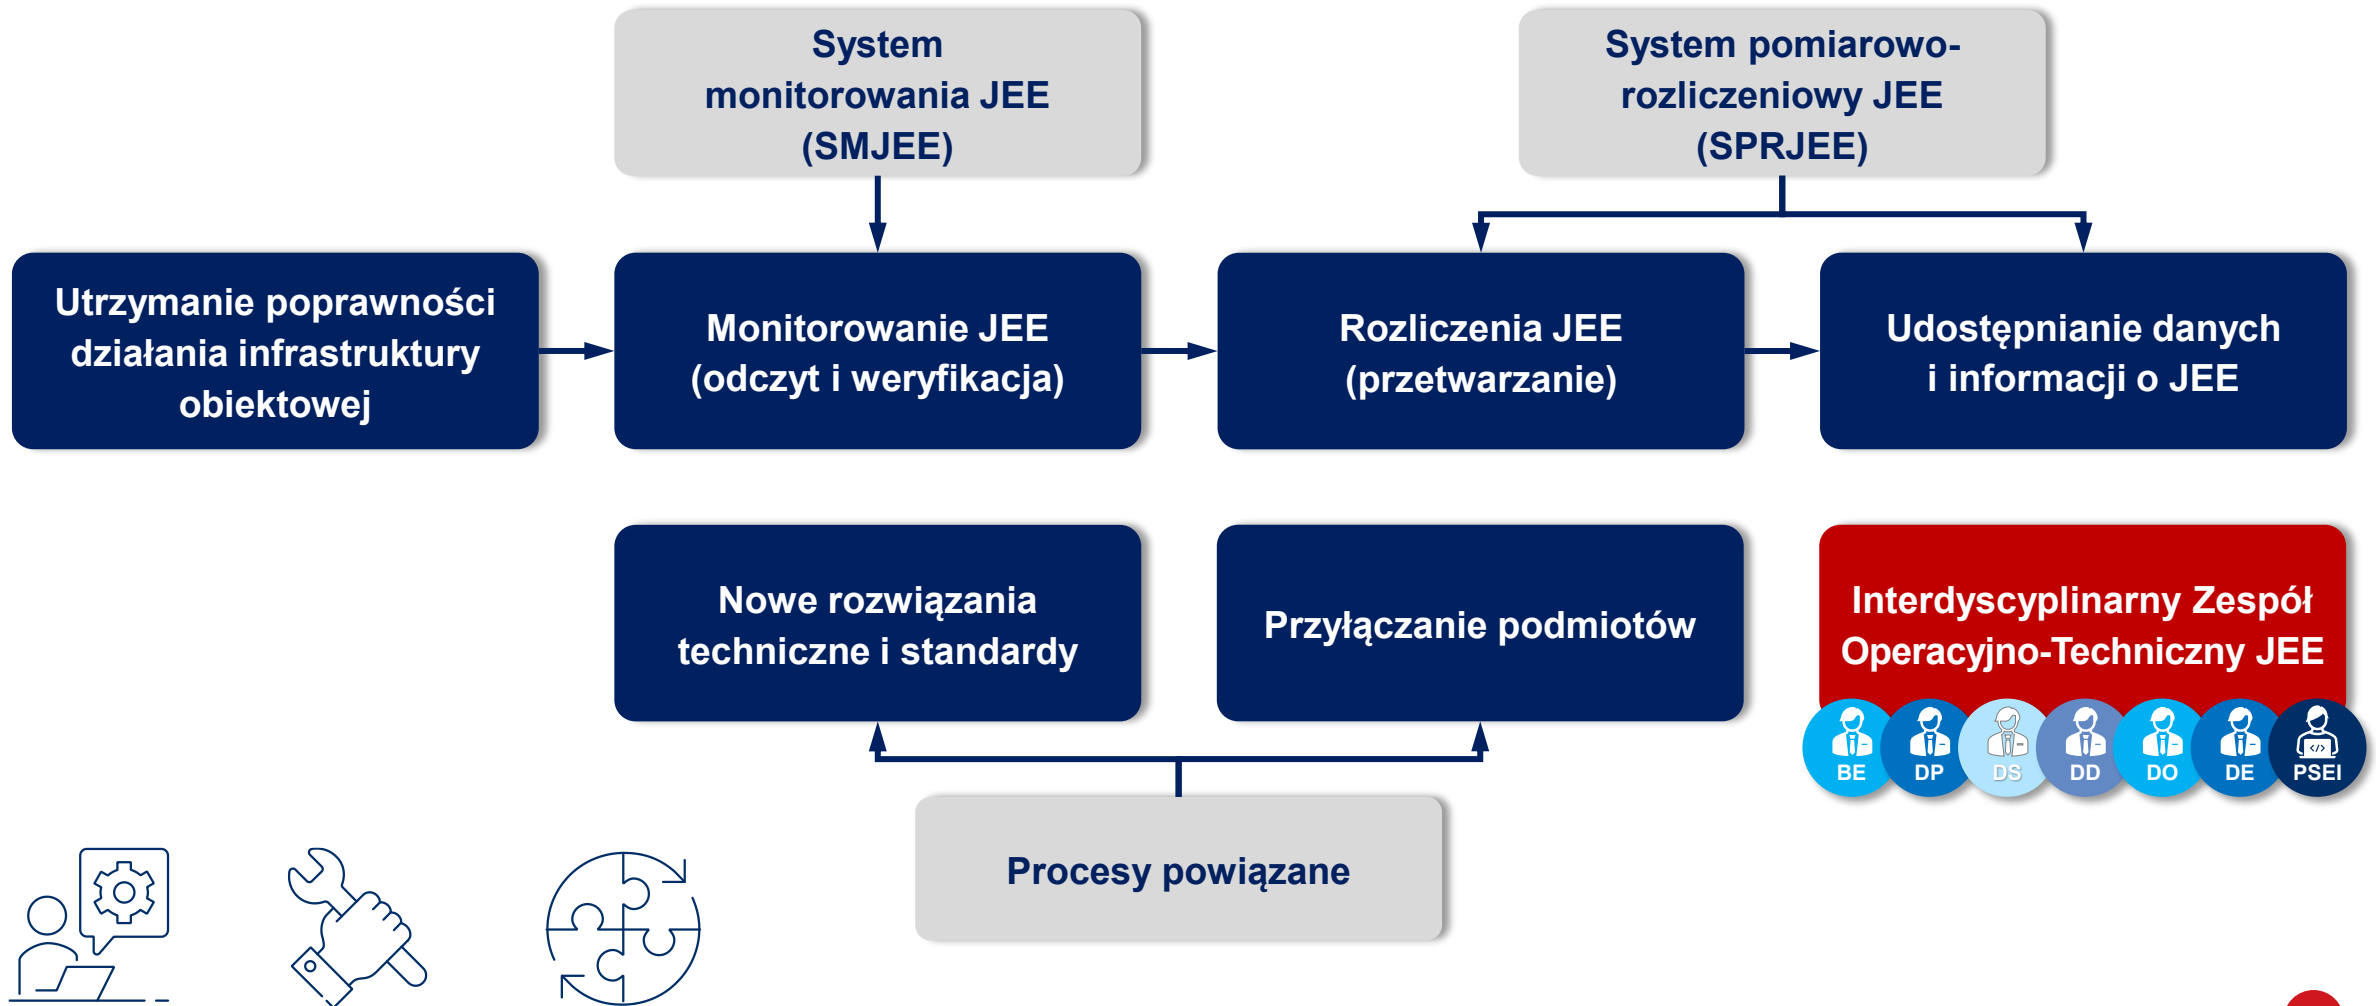 System
monitorowania JEE
(SMJEE)
System pomiarowo-
rozliczeniowy JEE
(SPRJEE)
Utrzymanie poprawności
działania infrastruktury
obiektowej
Monitorowanie JEE
(odczyt i weryfikacja)
Rozliczenia JEE
(przetwarzanie)
Udostępnianie danych
i informacji o JEE
Nowe rozwiązania
techniczne i standardy
Przyłączanie podmiotów
Interdyscyplinarny Zespół
Operacyjno-Techniczny JEE
BE
DP
DS
DD
DO
DE
</>
PSEI
Procesy powiązane